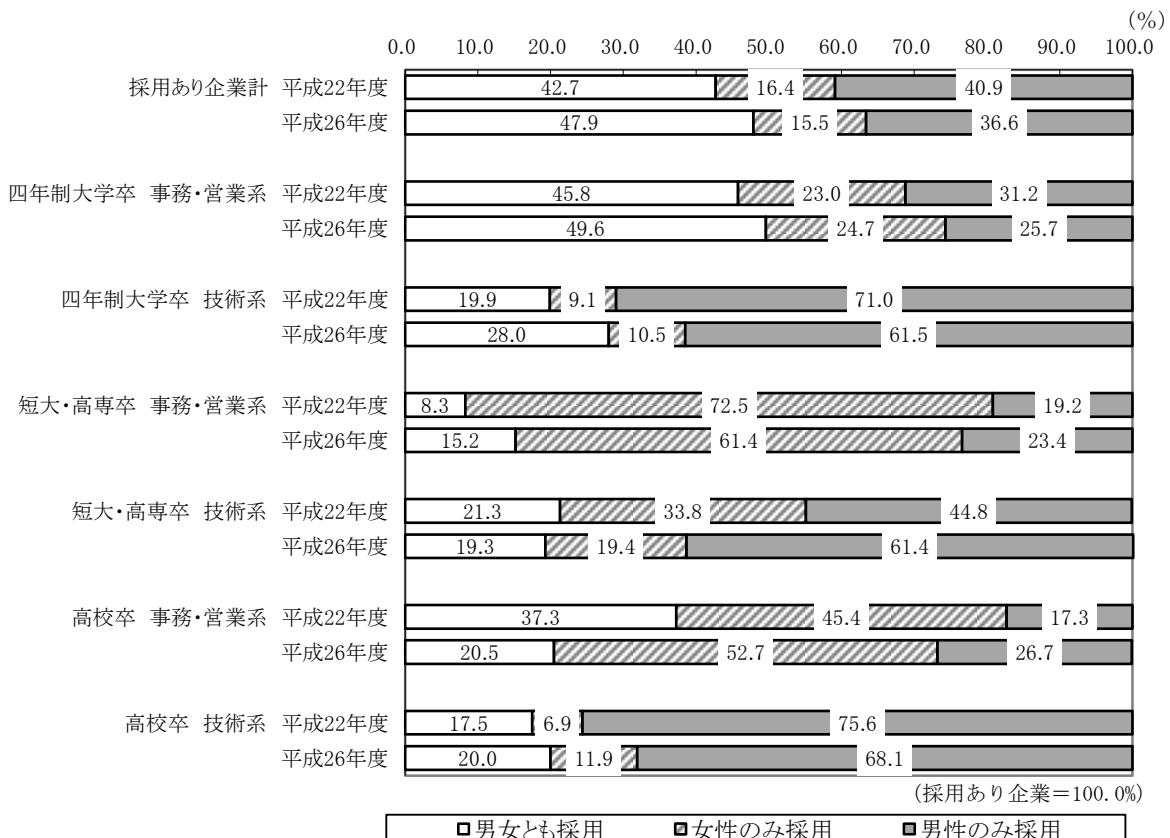 (%)
0.0 10.0 20.0 30.0 40.0 50.0 60.0 70.0 80.0 90.0 100.0
採用あり企業計 平成22年度 42.7 16.4 40.9
平成26年度 47.9 15.5 36.6
四年制大学卒 事務・営業系 平成22年度 45.8 23.0 31.2
平成26年度 49.6 24.7 25.7
四年制大学卒 技術系 平成22年度 19.9 9.1 71.0
平成26年度 28.0 10.5 61.5
短大・高専卒 事務・営業系 平成22年度 8.3 72.5 19.2
平成26年度 15.2 61.4 23.4
短大・高専卒 技術系 平成22年度 21.3 33.8 44.8
平成26年度 19.3 19.4 61.4
高校卒 事務・営業系 平成22年度 37.3 45.4 17.3
平成26年度 20.5 52.7 26.7
高校卒 技術系 平成22年度 17.5 6.9 75.6
平成26年度 20.0 11.9 68.1
(採用あり企業=100.0%)
男女とも採用 女性のみ採用 男性のみ採用